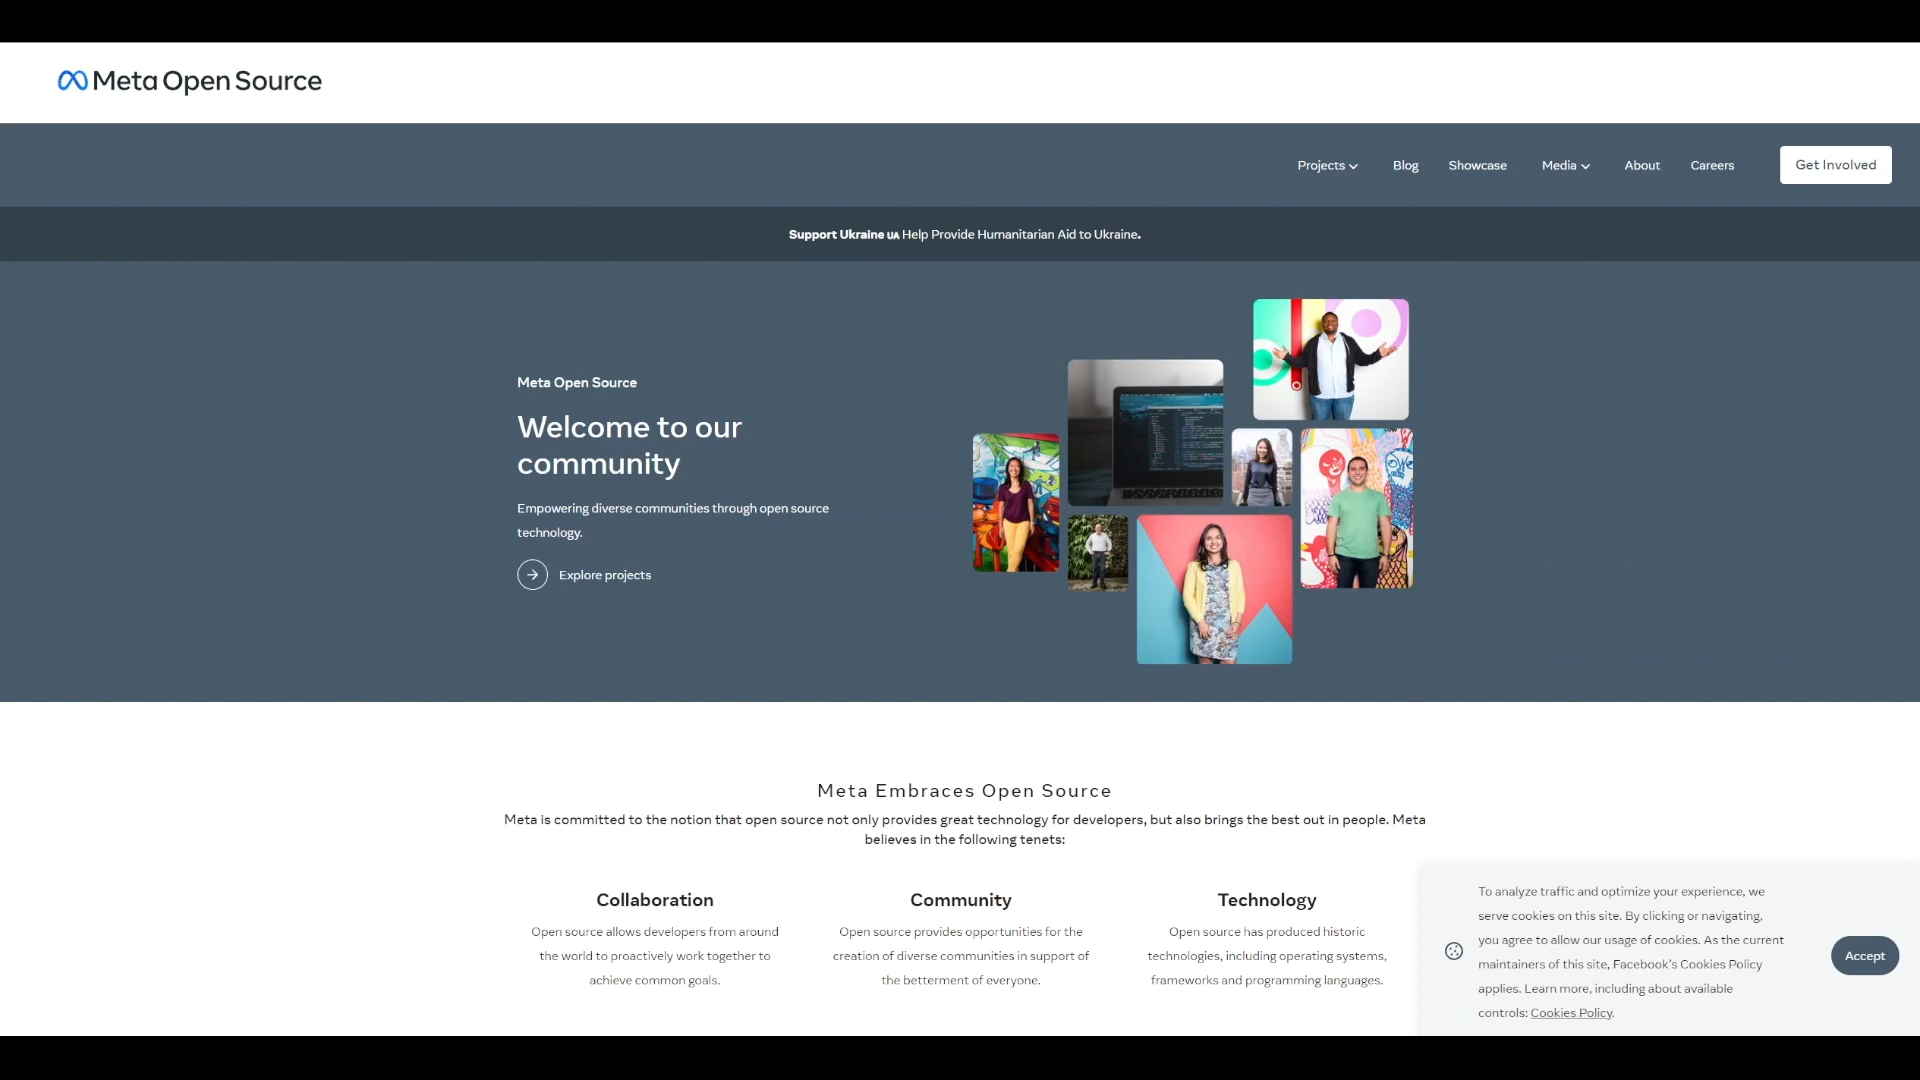 Meta Open Source
Projects Blog Showcase Media About Careers Get Involved
Support Ukraine UA Help Provide Humanitarian Aid to Ukraine.
Meta Open Source
Welcome to our
community
Empowering diverse communities through open source
technology.
Explore projects
Meta Embraces Open Source
Meta is committed to the notion that open source not only provides great technology for developers, but also brings the best out in people. Meta
believes in the following tenets:
Collaboration
Open source allows developers from around
the world to proactively work together to
achieve common goals.
Community
Open source provides opportunities for the
creation of diverse communities in support of
the betterment of everyone.
Technology
Open source has produced historic
technologies, including operating systems,
frameworks and programming languages.
To analyze traffic and optimize your experience, we
serve cookies on this site. By clicking or navigating,
you agree to allow our usage of cookies. As the current
maintainers of this site, Facebook's Cookies Policy
applies. Learn more, including about available
controls: Cookies Policy.
Accept